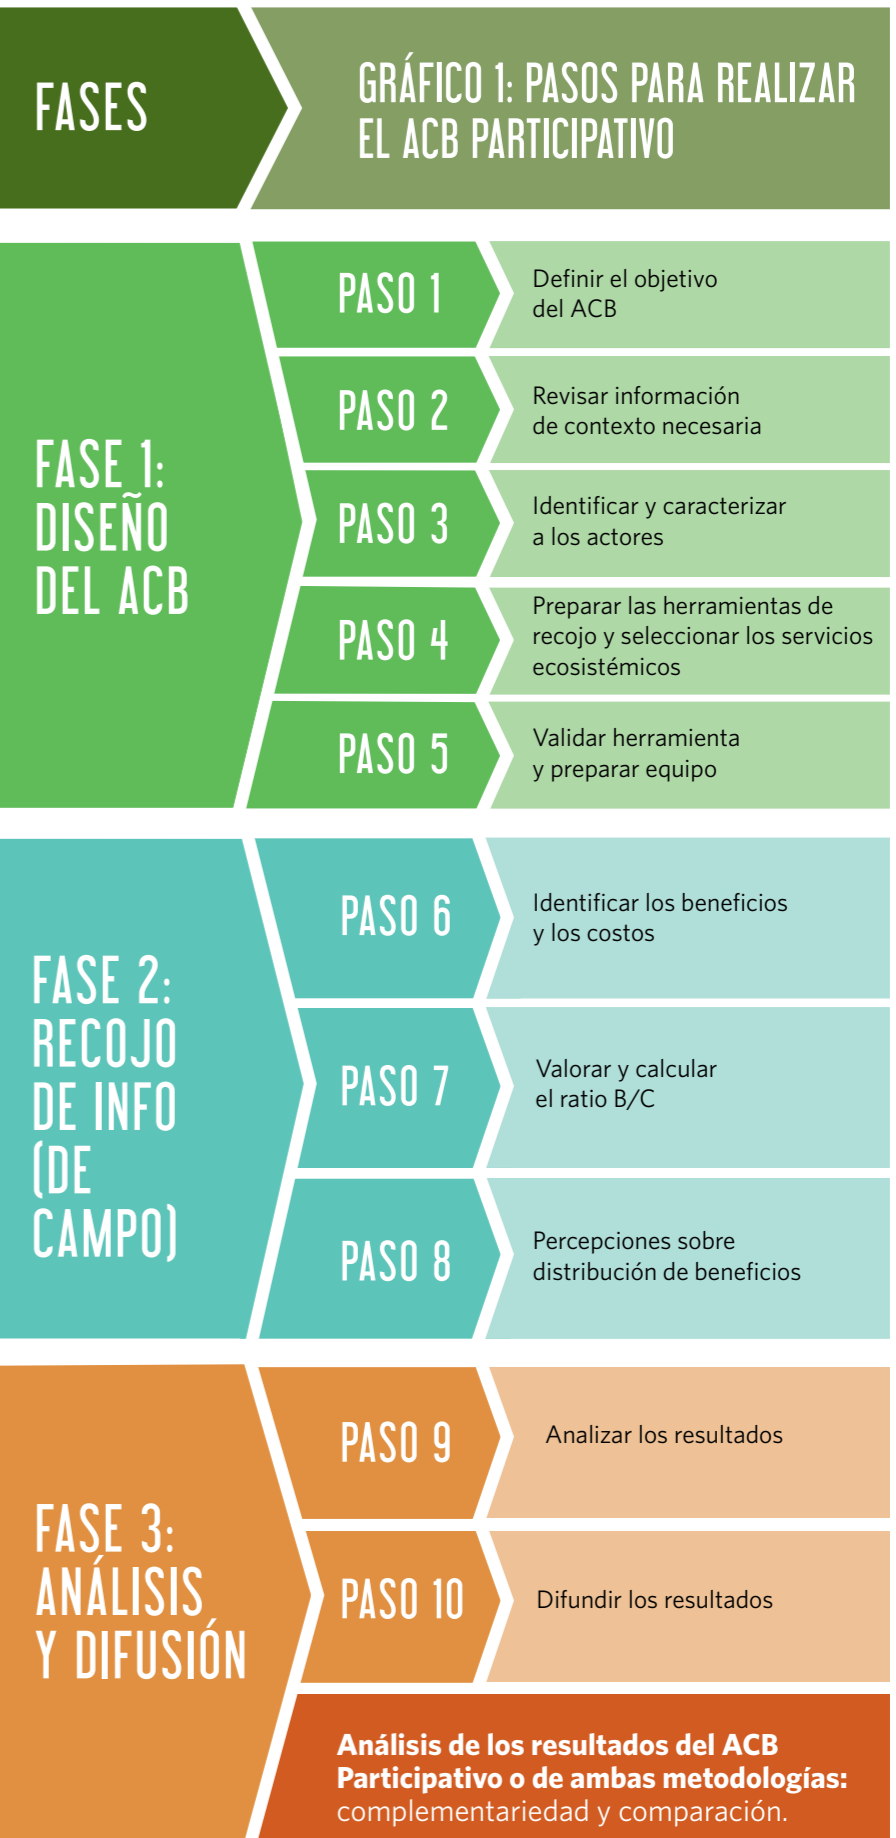 FASES
GRÁFICO 1: PASOS PARA REALIZAR
EL ACB PARTICIPATIVO
FASE 1:
DISEÑO
DEL ACB
PASO 1
Definir el objetivo
del ACB
PASO 2
Revisar información
de contexto necesaria
PASO 3
Identificar y caracterizar
a los actores
PASO 4
Preparar las herramientas de
recojo y seleccionar los servicios
ecosistémicos
PASO 5
Validar herramienta
y preparar equipo
FASE 2:
RECOJO
DE INFO
(DE
CAMPO)
PASO 6
Identificar los beneficios
y los costos
PASO 7
Valorar y calcular
el ratio B/C
PASO 8
Percepciones sobre
distribución de beneficios
FASE 3:
ANÁLISIS
Y DIFUSIÓN
PASO 9
Analizar los resultados
PASO 10
Difundir los resultados
Análisis de los resultados del ACB
Participativo o de ambas metodologías:
complementariedad y comparación.